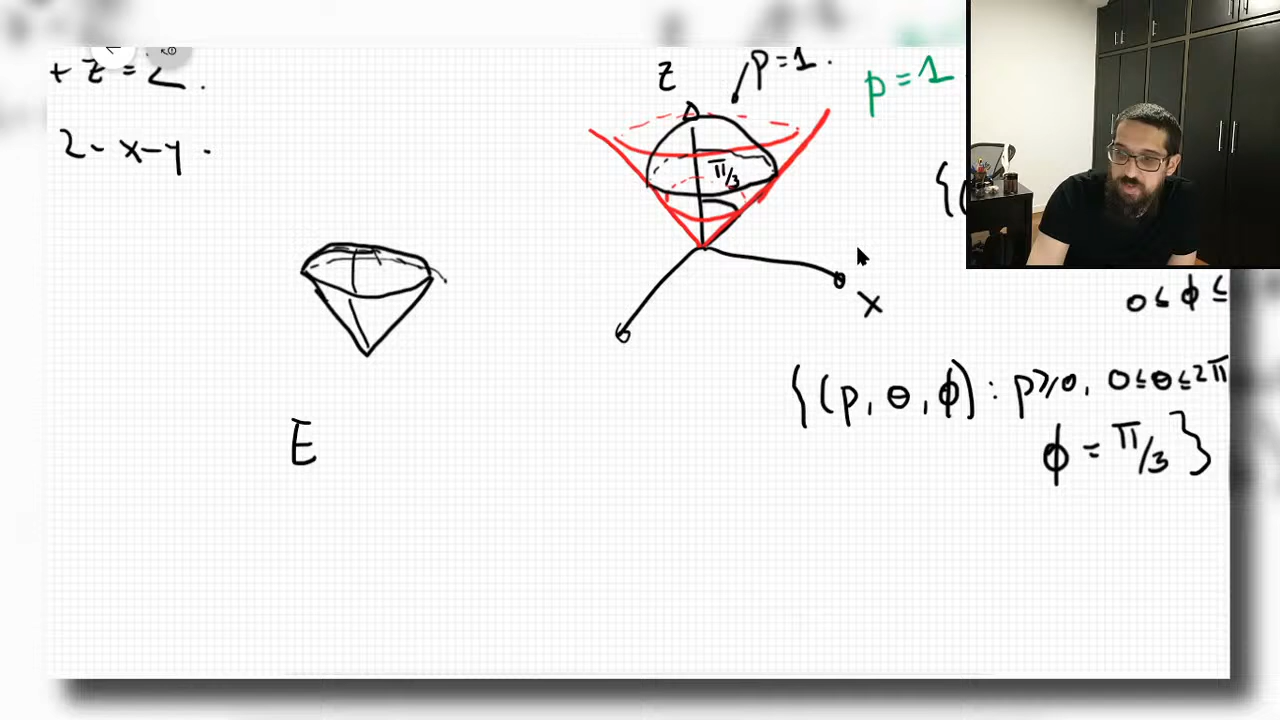 + z = 2.
2 - x - y.
z
p = 1.
p = 1
π/3
x
0 ≤ ϕ ≤
{(p, θ, ϕ) : p ≥ 0, 0 ≤ θ ≤ 2π
ϕ = π/3 }
E